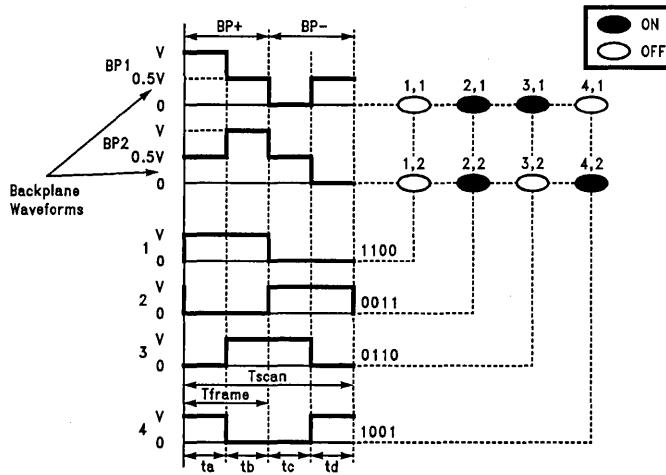 BP+ BP-
ON
OFF
V
BP1
0.5V
0
1,1 2,1 3,1 4,1
V
BP2
0.5V
0
1,2 2,2 3,2 4,2
Backplane
Waveforms
V
1
0
1100
V
2
0
0011
V
3
0
0110
Tscan
Tframe
V
4
0
1001
ta tb tc td